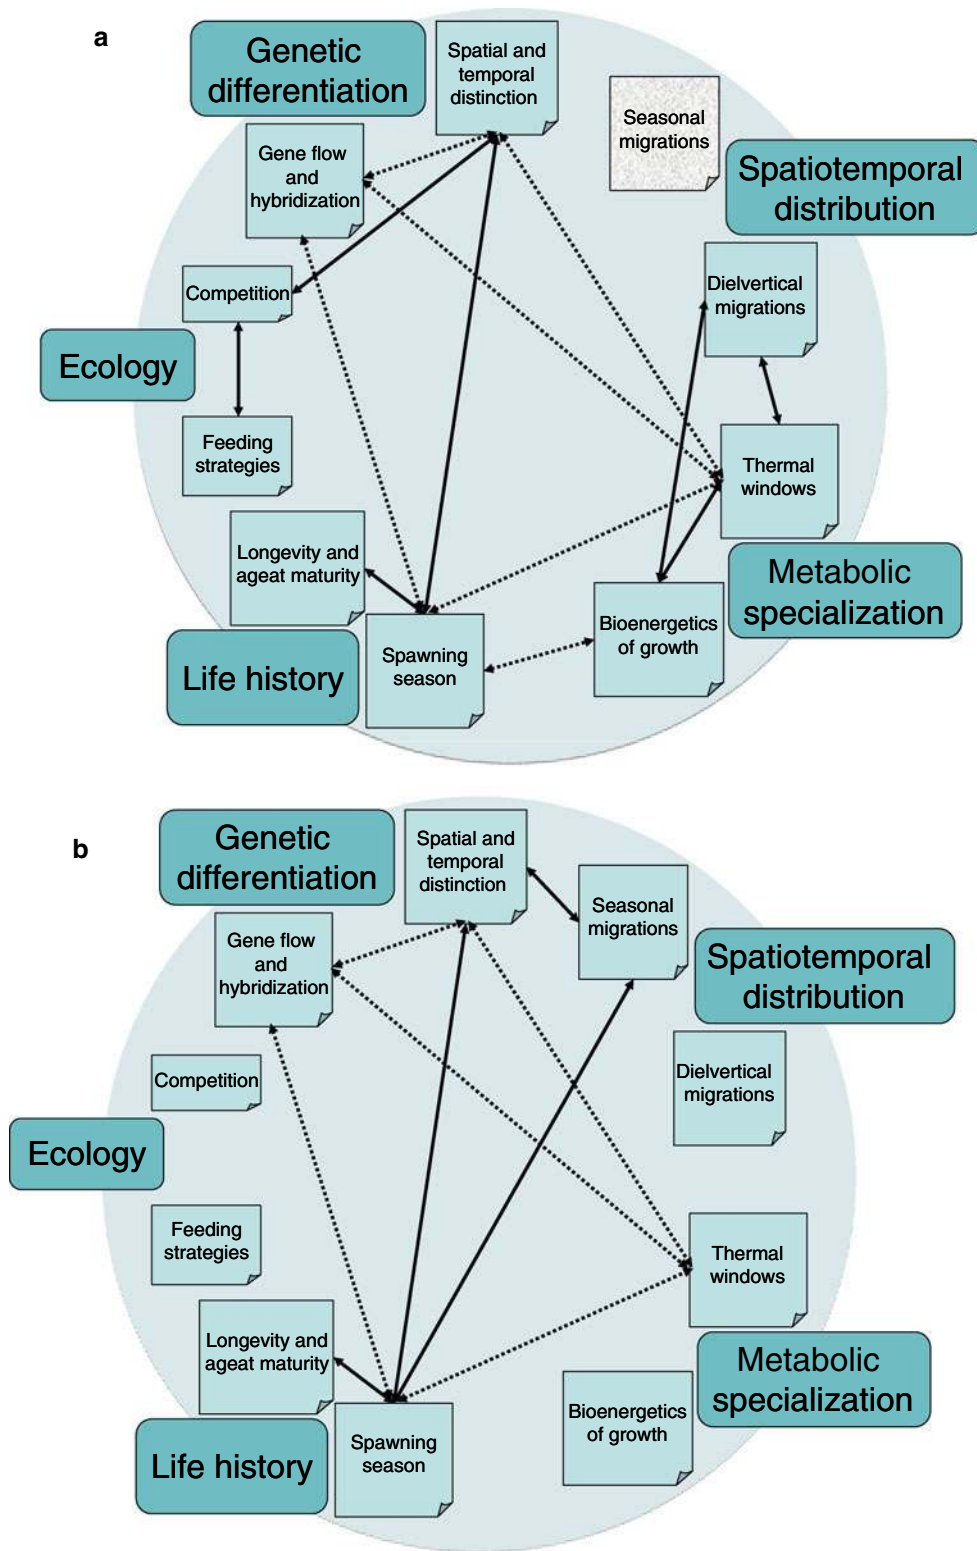 a
Genetic
differentiation
Spatial and
temporal
distinction
Seasonal
migrations
Spatiotemporal
distribution
Gene flow
and
hybridization
Competition
Dielvertical
migrations
Ecology
Feeding
strategies
Thermal
windows
Longevity and
ageat maturity
Metabolic
specialization
Bioenergetics
of growth
Life history
Spawning
season
b
Genetic
differentiation
Spatial and
temporal
distinction
Seasonal
migrations
Spatiotemporal
distribution
Gene flow
and
hybridization
Competition
Dielvertical
migrations
Ecology
Feeding
strategies
Thermal
windows
Longevity and
ageat maturity
Metabolic
specialization
Bioenergetics
of growth
Life history
Spawning
season